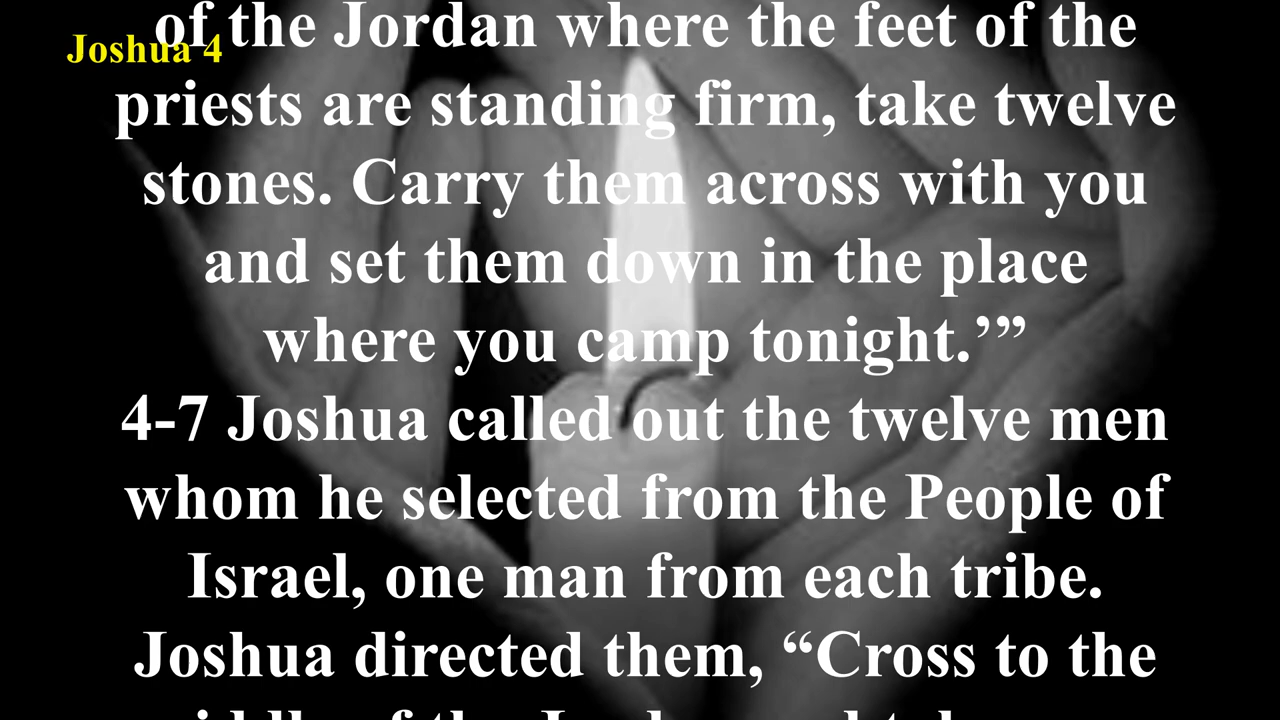 Joshua 4
of the Jordan where the feet of the
priests are standing firm, take twelve
stones. Carry them across with you
and set them down in the place
where you camp tonight.’”
4-7 Joshua called out the twelve men
whom he selected from the People of
Israel, one man from each tribe.
Joshua directed them, “Cross to the